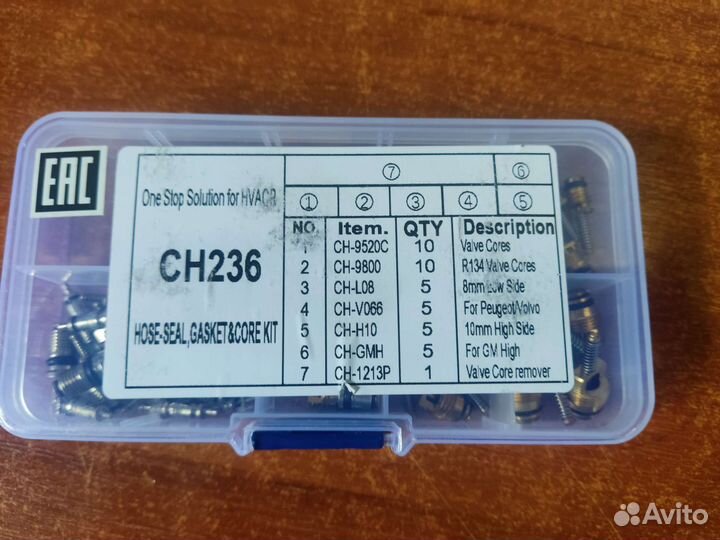 EAC
One Stop Solution for HVACR
CH236
HOSE-SEAL,GASKET&CORE KIT
⑦ ⑥
① ② ③ ④ ⑤
NO Item. QTY Description
1 CH-9520C 10 Valve Cores
2 CH-9800 10 R134 Valve Cores
3 CH-L08 5 8mm Low Side
4 CH-V066 5 For Peugeot/Volvo
5 CH-H10 5 10mm High Side
6 CH-GMH 5 For GM High
7 CH-1213P 1 Valve Core remover
Avito